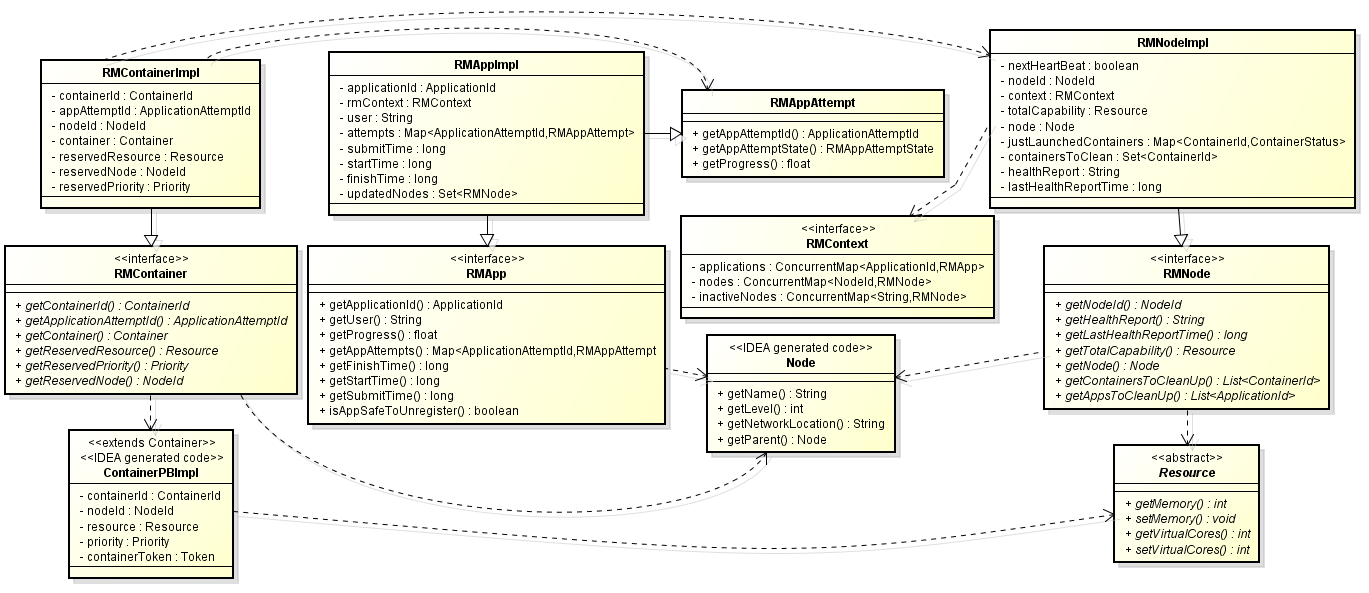 RMContainerImpl
- containerId : ContainerId
- appAttemptId : ApplicationAttemptId
- nodeId : NodeId
- container : Container
- reservedResource : Resource
- reservedNode : NodeId
- reservedPriority : Priority
RMAppImpl
- applicationId : ApplicationId
- rmContext : RMContext
- user : String
- attempts : Map<ApplicationAttemptId,RMAppAttempt>
- submitTime : long
- startTime : long
- finishTime : long
- updatedNodes : Set<RMNode>
RMAppAttempt
+ getAppAttemptId() : ApplicationAttemptId
+ getAppAttemptState() : RMAppAttemptState
+ getProgress() : float
RMNodeImpl
- nextHeartBeat : boolean
- nodeId : NodeId
- context : RMContext
- totalCapability : Resource
- node : Node
- justLaunchedContainers : Map<ContainerId,ContainerStatus>
- containersToClean : Set<ContainerId>
- healthReport : String
- lastHealthReportTime : long
<<interface>>
RMContainer
+ getContainerId() : ContainerId
+ getApplicationAttemptId() : ApplicationAttemptId
+ getContainer() : Container
+ getReservedResource() : Resource
+ getReservedPriority() : Priority
+ getReservedNode() : NodeId
<<interface>>
RMApp
+ getApplicationId() : ApplicationId
+ getUser() : String
+ getProgress() : float
+ getAppAttempts() : Map<ApplicationAttemptId,RMAppAttempt
+ getFinishTime() : long
+ getStartTime() : long
+ getSubmitTime() : long
+ isAppSafeToUnregister() : boolean
<<interface>>
RMContext
- applications : ConcurrentMap<ApplicationId,RMApp>
- nodes : ConcurrentMap<NodeId,RMNode>
- inactiveNodes : ConcurrentMap<String,RMNode>
<<interface>>
RMNode
+ getNodeId() : NodeId
+ getHealthReport() : String
+ getLastHealthReportTime() : long
+ getTotalCapability() : Resource
+ getNode() : Node
+ getContainersToCleanUp() : List<ContainerId>
+ getAppsToCleanUp() : List<ApplicationId>
<<IDEA generated code>>
Node
+ getName() : String
+ getLevel() : int
+ getNetworkLocation() : String
+ getParent() : Node
<<extends Container>>
<<IDEA generated code>>
ContainerPBImpl
- containerId : ContainerId
- nodeId : NodeId
- resource : Resource
- priority : Priority
- containerToken : Token
<<abstract>>
Resource
+ getMemory() : int
+ setMemory() : void
+ getVirtualCores() : int
+ setVirtualCores() : int